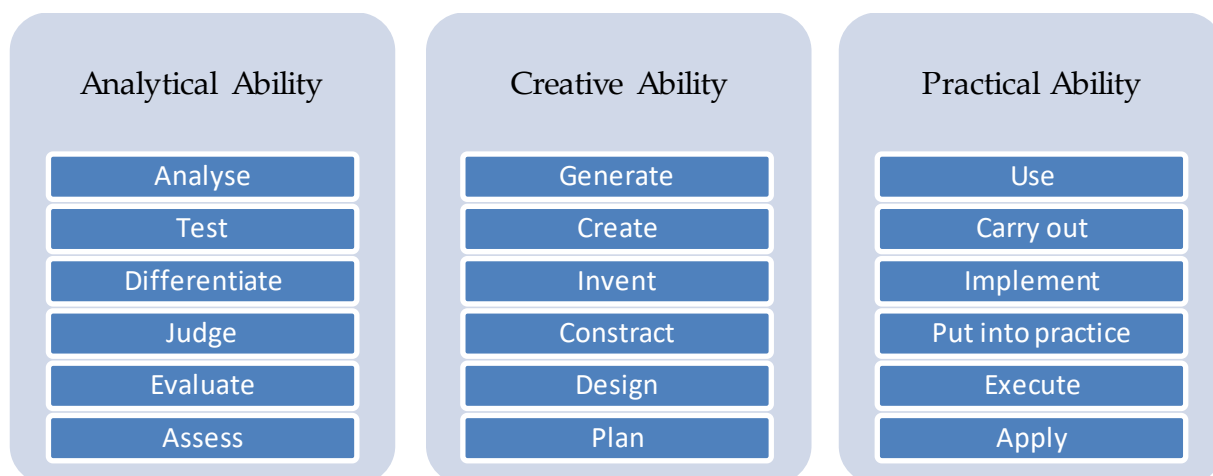 Analytical Ability
Analyse
Test
Differentiate
Judge
Evaluate
Assess
Creative Ability
Generate
Create
Invent
Constract
Design
Plan
Practical Ability
Use
Carry out
Implement
Put into practice
Execute
Apply